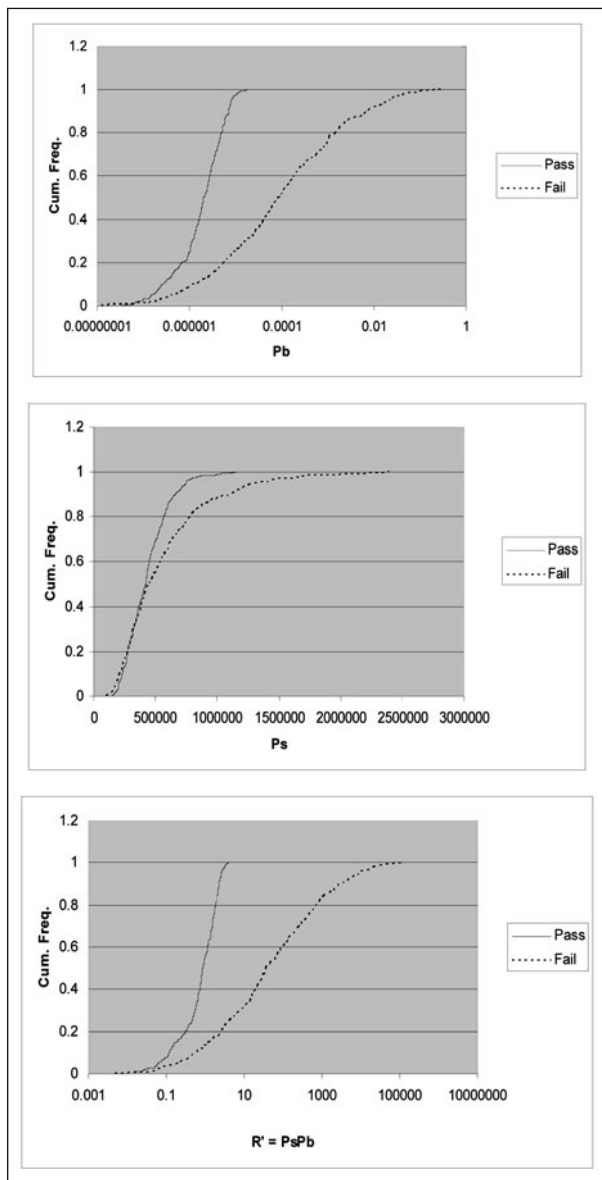 1.2
1
0.8
0.6
0.4
0.2
0
Cum. Freq.
0.00000001 0.000001 0.0001 0.01 1
Pb
Pass
Fail
1.2
1
0.8
0.6
0.4
0.2
0
Cum. Freq.
0 500000 1000000 1500000 2000000 2500000 3000000
Ps
Pass
Fail
1.2
1
0.8
0.6
0.4
0.2
0
Cum. Freq.
0.001 0.1 10 1000 100000 10000000
R' = PsPb
Pass
Fail